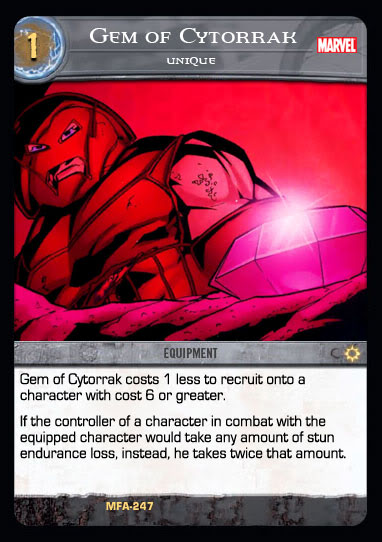 1
GEM OF CYTORRAK
UNIQUE
MARVEL
EQUIPMENT
C
Gem of Cytorrak costs 1 less to recruit onto a
character with cost 6 or greater.
If the controller of a character in combat with the
equipped character would take any amount of stun
endurance loss, instead, he takes twice that amount.
MFA-247